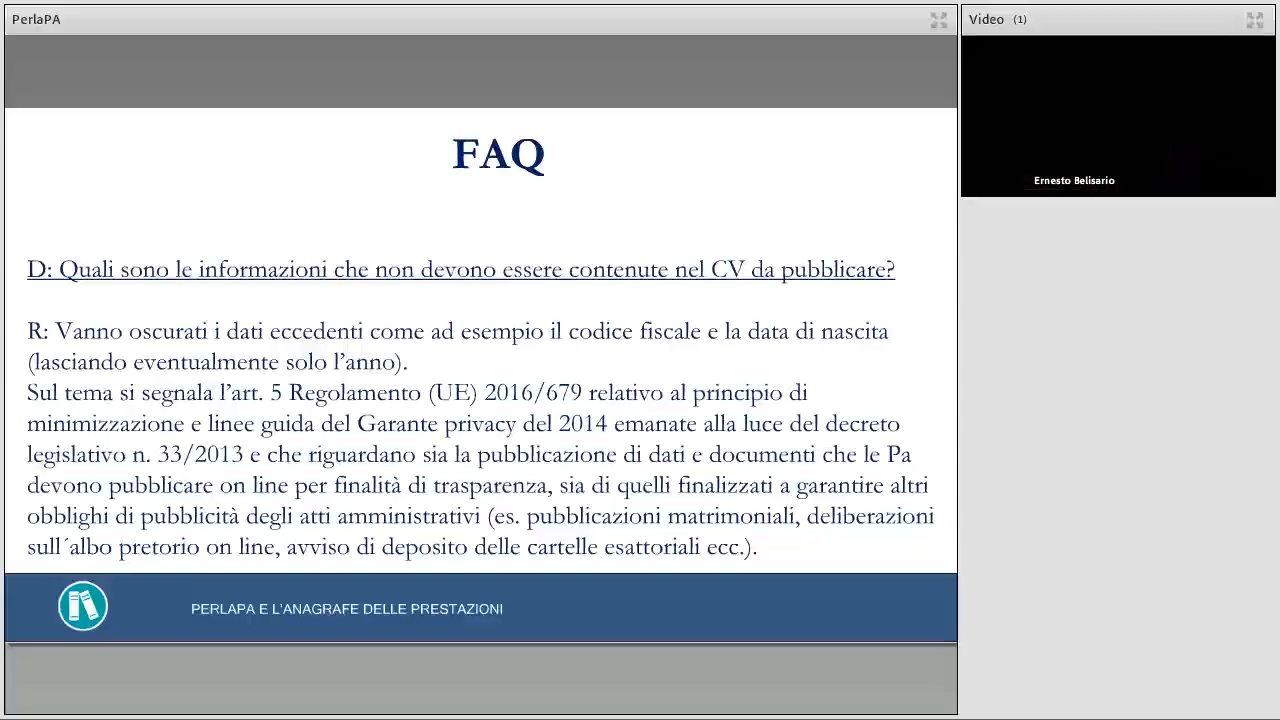 PerlaPA
Video (1)
Ernesto Belisario
FAQ
D: Quali sono le informazioni che non devono essere contenute nel CV da pubblicare?
R: Vanno oscurati i dati eccedenti come ad esempio il codice fiscale e la data di nascita
(lasciando eventualmente solo l’anno).
Sul tema si segnala l’art. 5 Regolamento (UE) 2016/679 relativo al principio di
minimizzazione e linee guida del Garante privacy del 2014 emanate alla luce del decreto
legislativo n. 33/2013 e che riguardano sia la pubblicazione di dati e documenti che le Pa
devono pubblicare on line per finalità di trasparenza, sia di quelli finalizzati a garantire altri
obblighi di pubblicità degli atti amministrativi (es. pubblicazioni matrimoniali, deliberazioni
sull´albo pretorio on line, avviso di deposito delle cartelle esattoriali ecc.).
PERLAPA E L'ANAGRAFE DELLE PRESTAZIONI